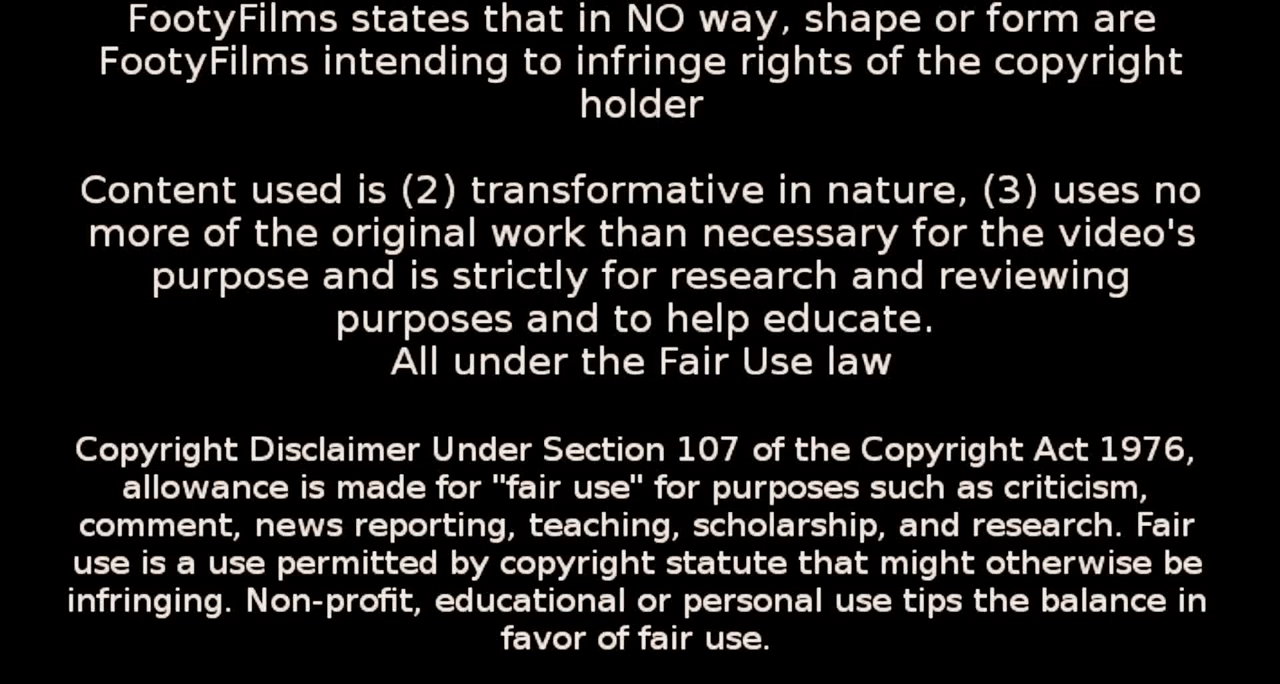 FootyFilms states that in NO way, shape or form are
FootyFilms intending to infringe rights of the copyright
holder
Content used is (2) transformative in nature, (3) uses no
more of the original work than necessary for the video's
purpose and is strictly for research and reviewing
purposes and to help educate.
All under the Fair Use law
Copyright Disclaimer Under Section 107 of the Copyright Act 1976,
allowance is made for "fair use" for purposes such as criticism,
comment, news reporting, teaching, scholarship, and research. Fair
use is a use permitted by copyright statute that might otherwise be
infringing. Non-profit, educational or personal use tips the balance in
favor of fair use.